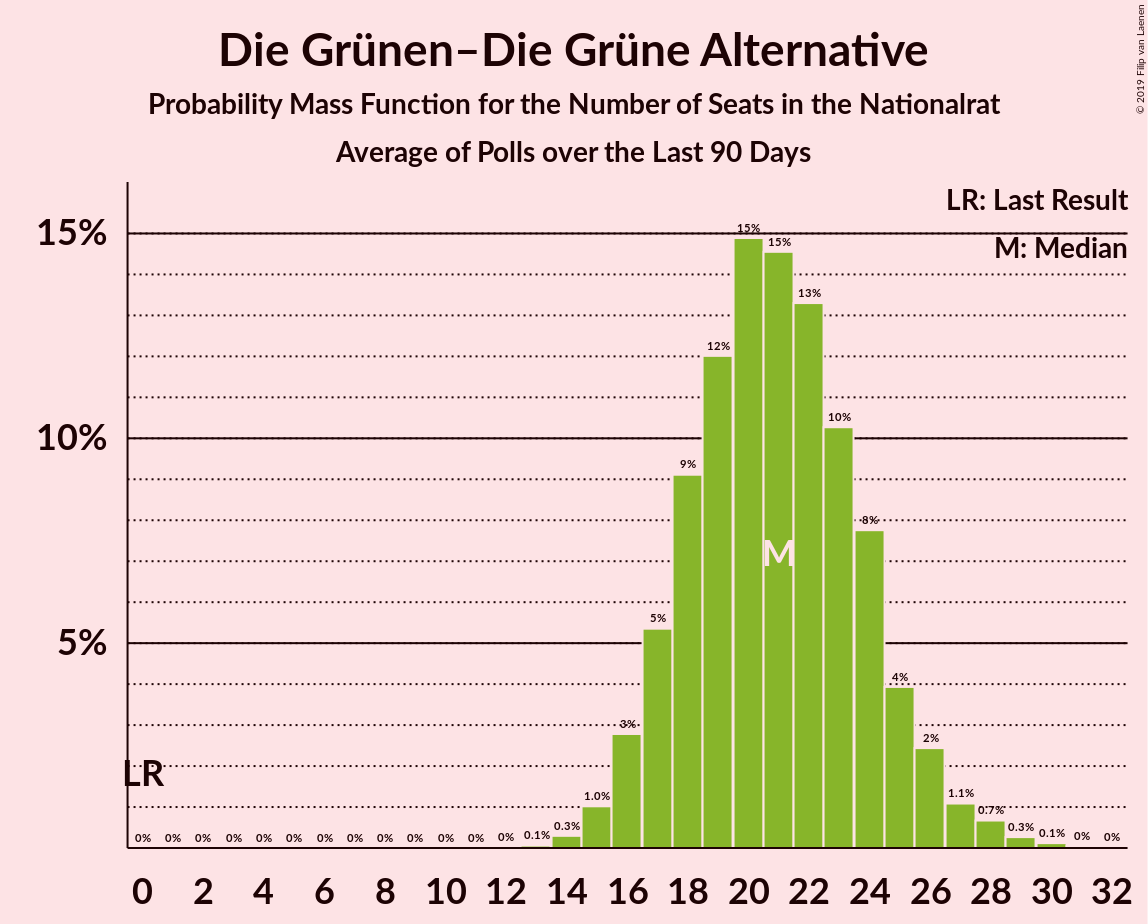 Die Grünen–Die Grüne Alternative
Probability Mass Function for the Number of Seats in the Nationalrat
Average of Polls over the Last 90 Days
© 2019 Filip van Laenen
LR: Last Result
M: Median
15%
10%
5%
0% 0% 0% 0% 0% 0% 0% 0% 0% 0% 0% 0% 0% 0.1% 0.3% 1.0% 3% 5% 9% 12% 15% 15% 13% 10% 8% 4% 2% 1.1% 0.7% 0.3% 0.1% 0% 0%
M
LR
0 2 4 6 8 10 12 14 16 18 20 22 24 26 28 30 32